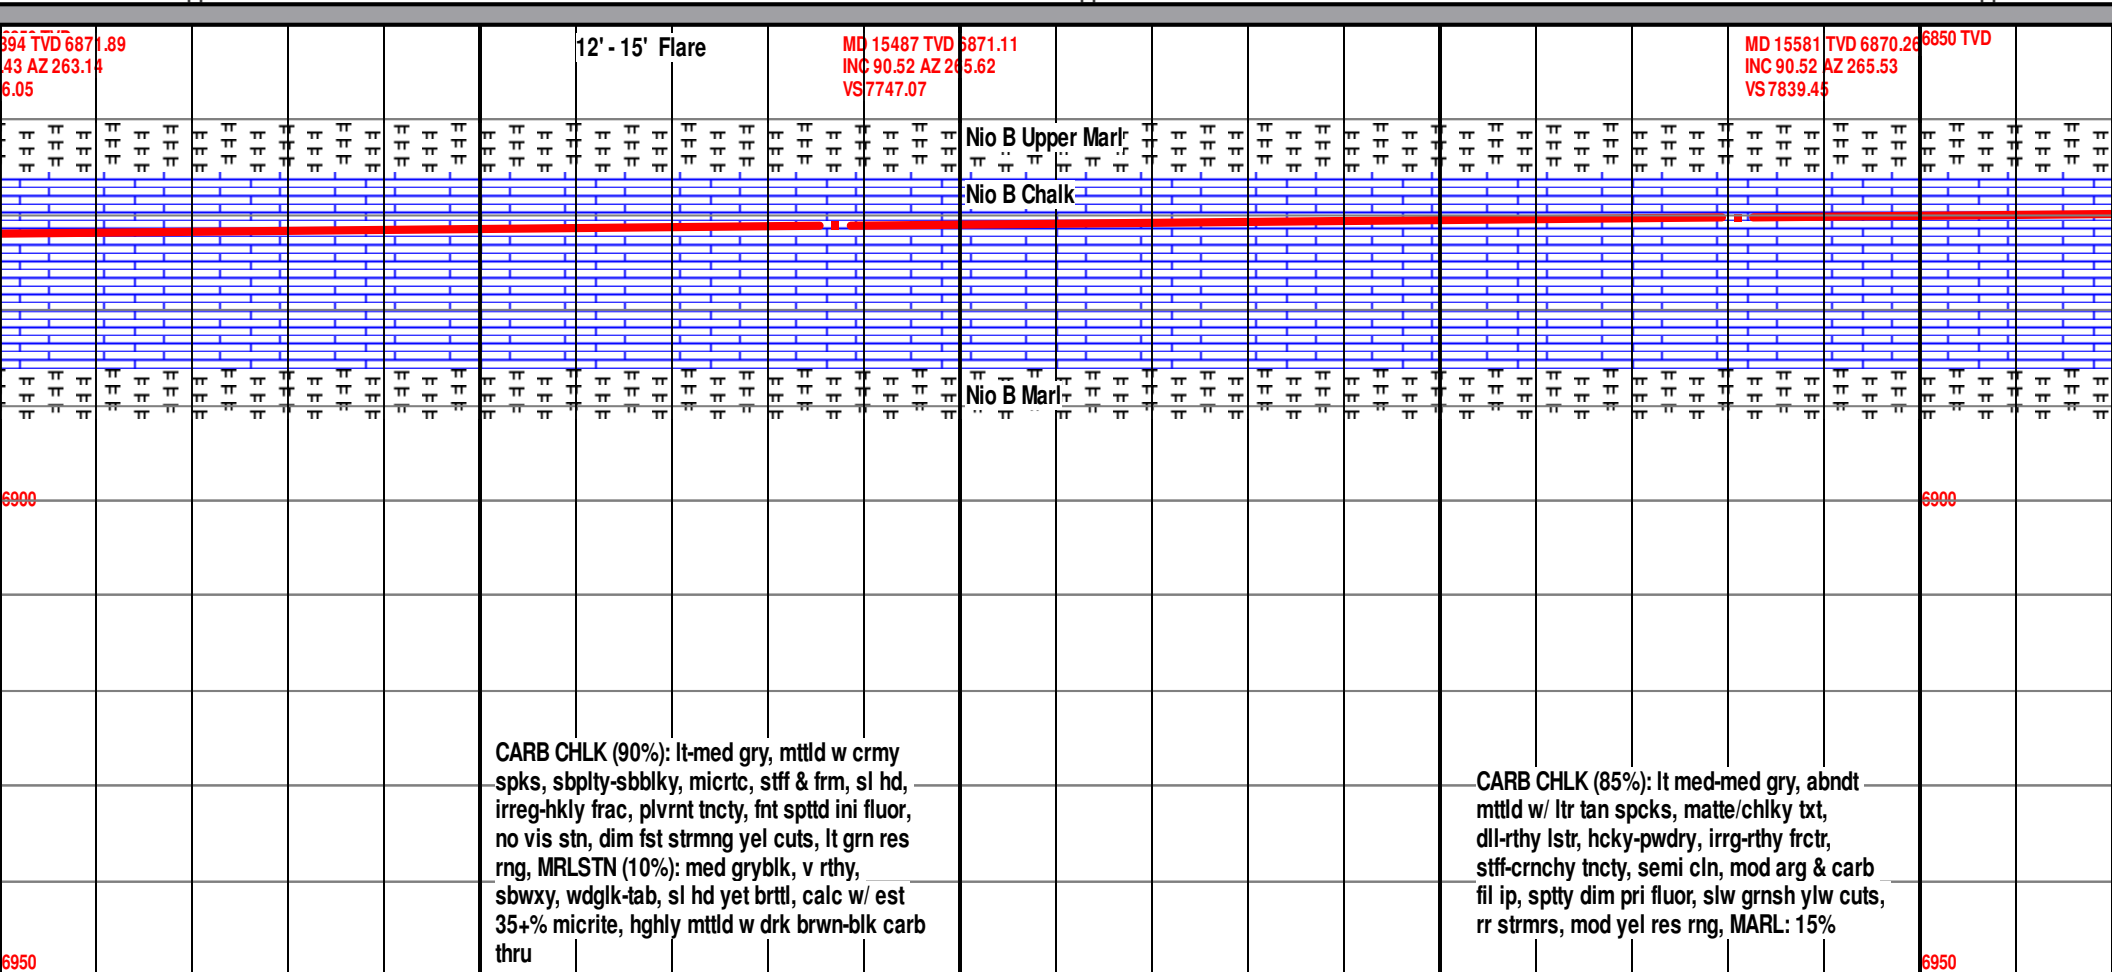 394 TVD 6871.89
.43 AZ 263.14
6.05
12' - 15' Flare
MD 15487 TVD 6871.11
INC 90.52 AZ 265.62
VS 7747.07
MD 15581 TVD 6870.26
INC 90.52 AZ 265.53
VS 7839.45
6850 TVD
Nio B Upper Marl
Nio B Chalk
Nio B Marl
6900
6900
CARB CHLK (90%): lt-med gry, mttld w crmy
spks, sbplty-sbblky, micrtc, stff & frm, sl hd,
irreg-hkly frac, plvrnt tncty, fnt spttd ini fluor,
no vis stn, dim fst strmng yel cuts, lt grn res
rng, MRLSTN (10%): med gryblk, v rthy,
sbwxy, wdglk-tab, sl hd yet brttl, calc w/ est
35+% micrite, hghly mttld w drk brwn-blk carb
thru
CARB CHLK (85%): lt med-med gry, abndt
mttld w/ ltr tan spcks, matte/chlky txt,
dll-rthy lstr, hcky-pwdry, irrg-rthy frctr,
stff-crnchy tncty, semi cln, mod arg & carb
fil ip, sptty dim pri fluor, slw grnsh ylw cuts,
rr strmrs, mod yel res rng, MARL: 15%
6950
6950